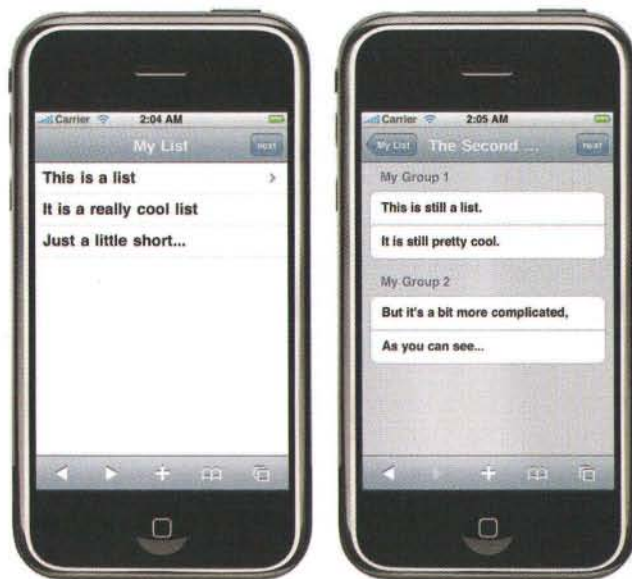 Carrier 2:04 AM
My List next
This is a list
It is a really cool list
Just a little short...
Carrier 2:05 AM
My List The Second ... next
My Group 1
This is still a list.
It is still pretty cool.
My Group 2
But it's a bit more complicated,
As you can see...